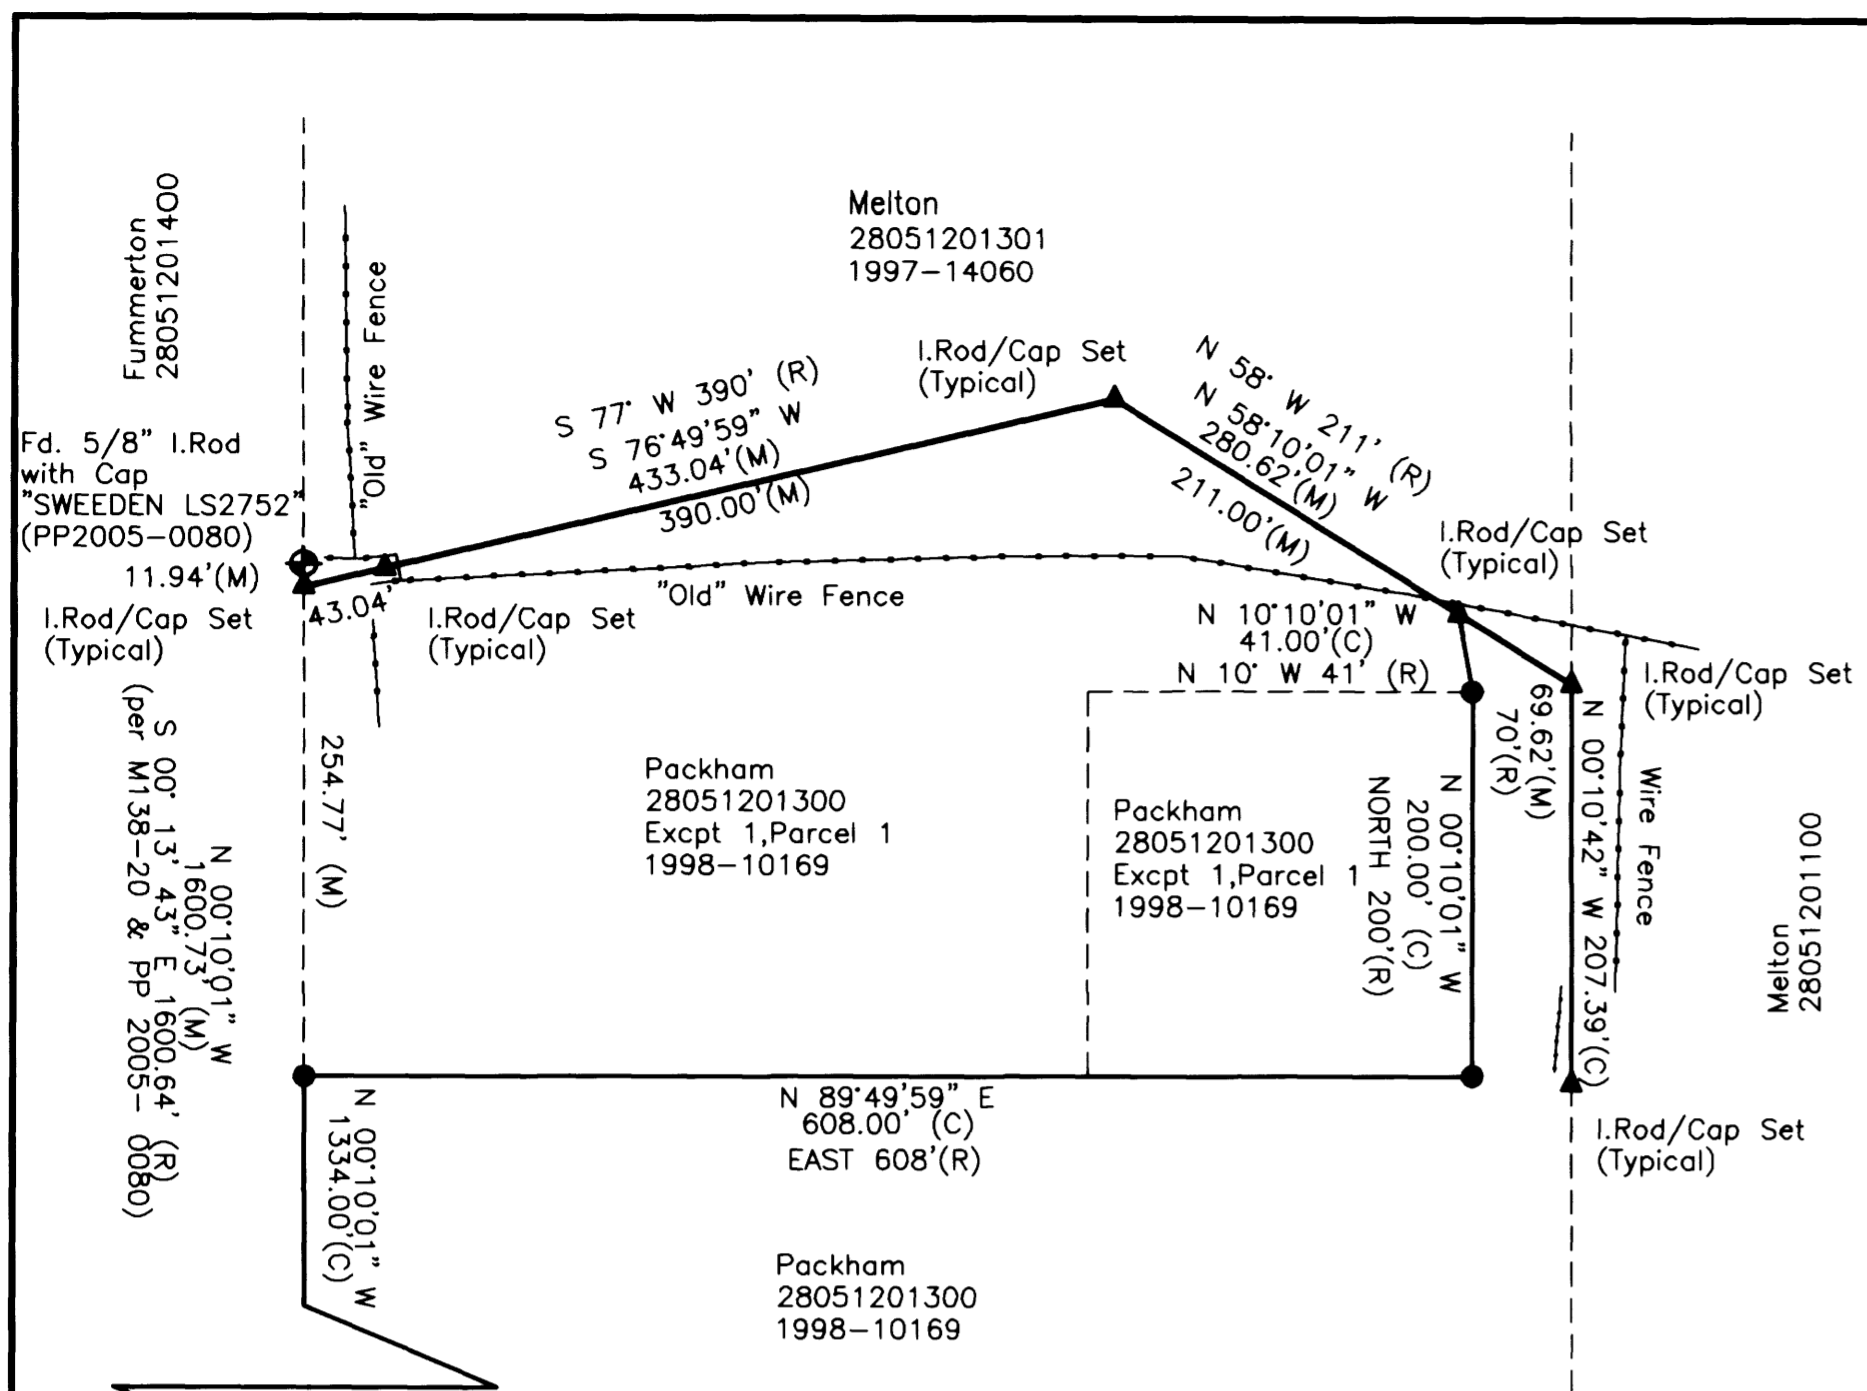 Fummerton
28051201400
"Old" Wire Fence
Melton
28051201301
1997-14060
I.Rod/Cap Set
(Typical)
S 77° W 390' (R)
S 76°49'59" W
433.04'(M)
390.00'(M)
N 58° W 211' (R)
N 58°10'01" W
280.62'(M)
211.00'(M)
Fd. 5/8" I.Rod
with Cap
"SWEEDEN LS2752"
(PP2005-0080)
11.94'(M)
I.Rod/Cap Set
(Typical)
43.04'
I.Rod/Cap Set
(Typical)
"Old" Wire Fence
I.Rod/Cap Set
(Typical)
N 10°10'01" W
41.00'(C)
N 10° W 41' (R)
I.Rod/Cap Set
(Typical)
69.62'(M)
70'(R)
N 00°10'42" W 207.39'(C)
Wire Fence
Melton
28051201100
254.77' (M)
N 00°10'01" W
1600.73' (M)
S 00° 13' 43" E 1600.64' (R)
(per M138-20 & PP 2005- 0080)
Packham
28051201300
Excpt 1,Parcel 1
1998-10169
Packham
28051201300
Excpt 1,Parcel 1
1998-10169
N 00°10'01" W
200.00' (C)
NORTH 200'(R)
N 89°49'59" E
608.00' (C)
EAST 608'(R)
N 00°10'01" W
1334.00'(C)
I.Rod/Cap Set
(Typical)
Packham
28051201300
1998-10169